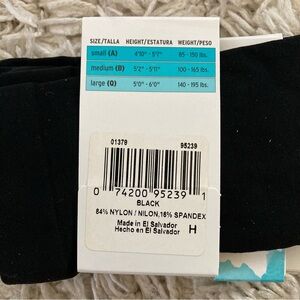 SIZE/TALLA HEIGHT/ESTATURA WEIGHT/PESO
small (A) 4'10" - 5'7" 85 - 150 lbs.
medium (B) 5'2" - 5'11" 100 - 165 lbs.
large (Q) 5'0" - 6'0" 140 - 195 lbs.
01379 95239
0 74200 95239 1
BLACK
84% NYLON / NILON, 16% SPANDEX
Made in El Salvador
Hecho en El Salvador H